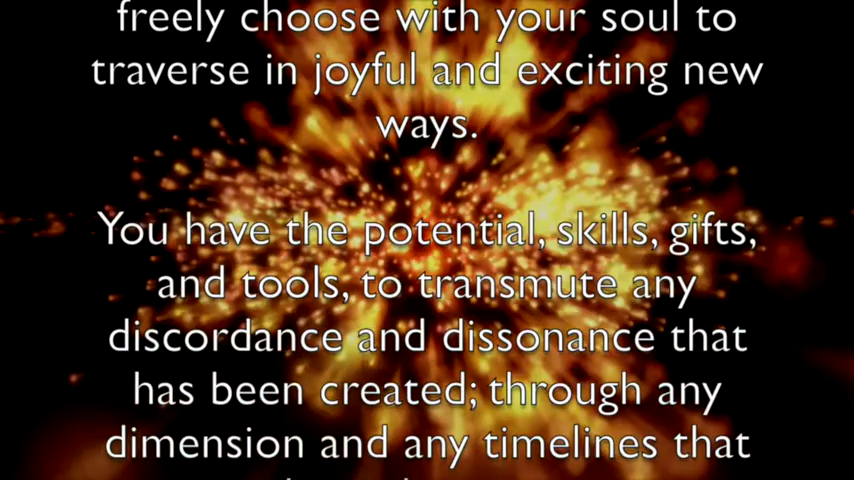 freely choose with your soul to
traverse in joyful and exciting new
ways.
You have the potential, skills, gifts,
and tools, to transmute any
discordance and dissonance that
has been created; through any
dimension and any timelines that